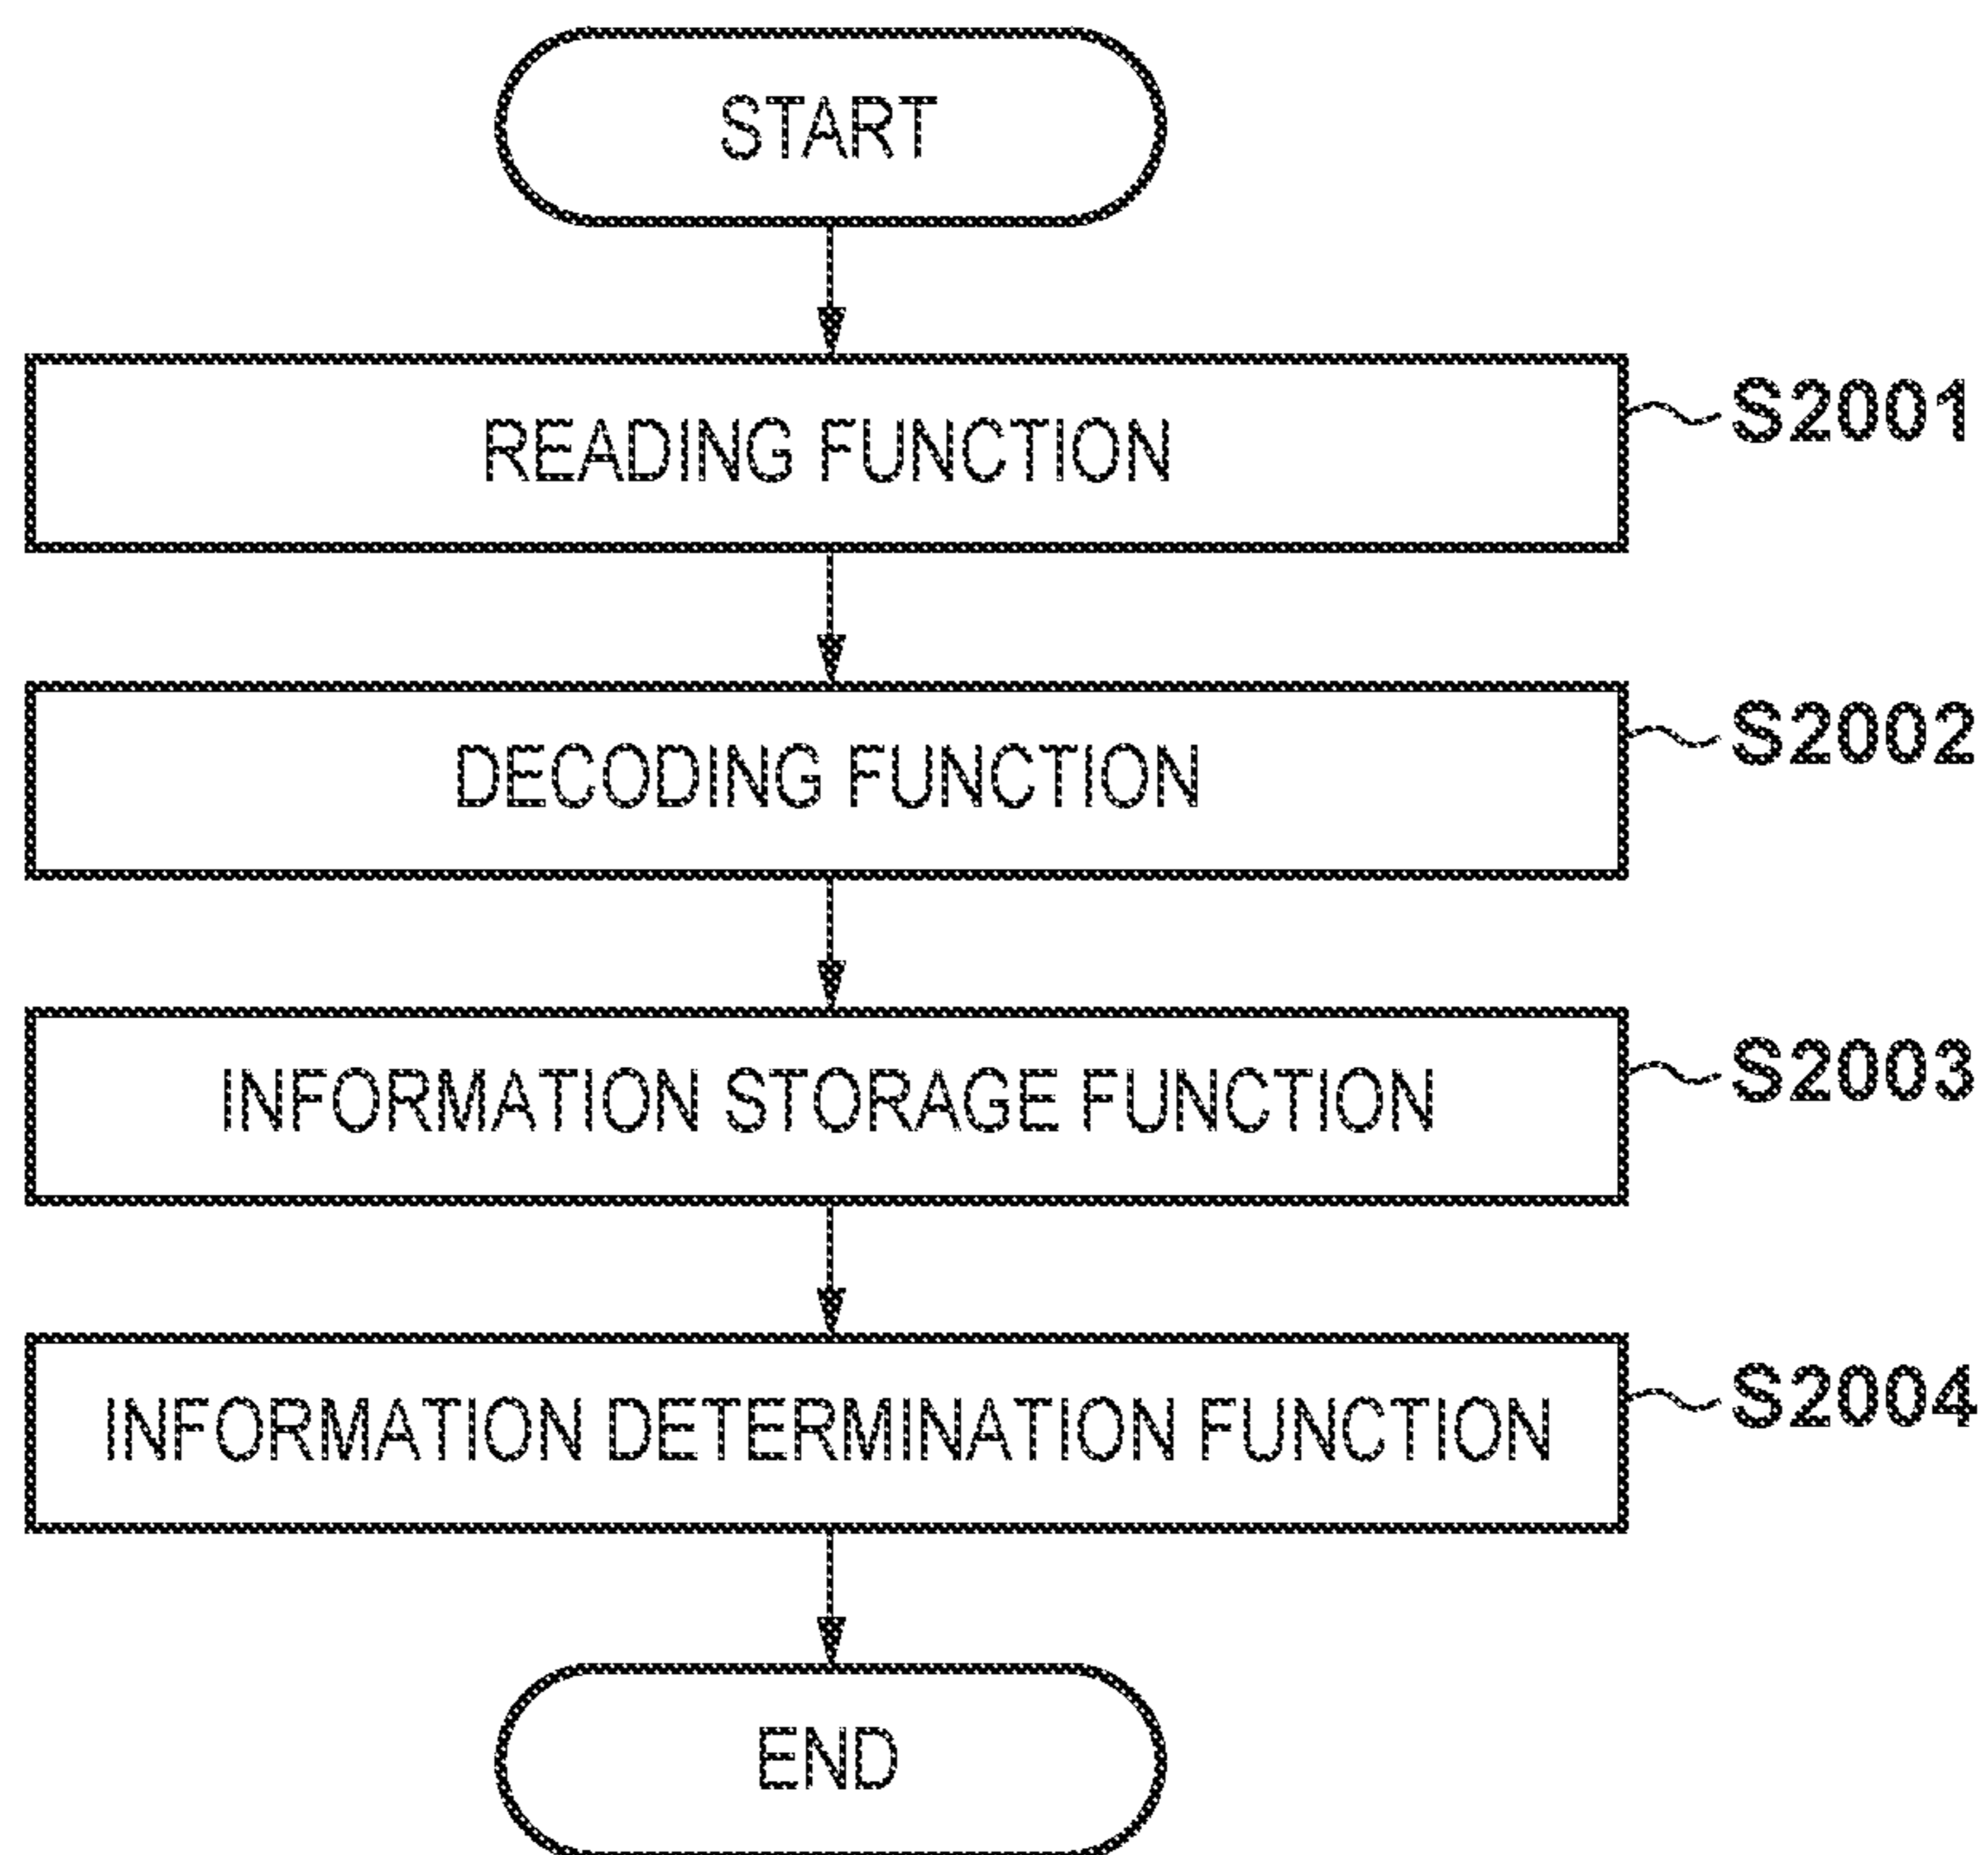 START
READING FUNCTION
S2001
DECODING FUNCTION
S2002
INFORMATION STORAGE FUNCTION
S2003
INFORMATION DETERMINATION FUNCTION
S2004
END